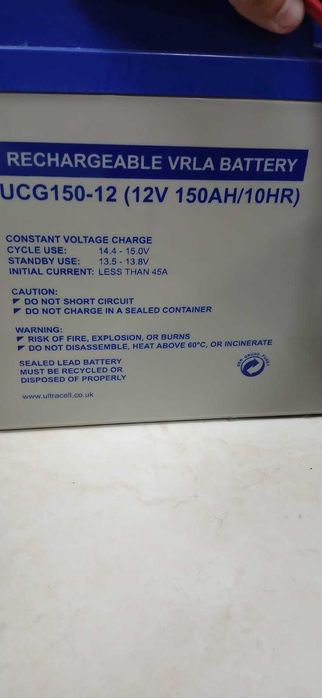 RECHARGEABLE VRLA BATTERY
UCG150-12 (12V 150AH/10HR)
CONSTANT VOLTAGE CHARGE
CYCLE USE: 14.4 - 15.0V
STANDBY USE: 13.5 - 13.8V
INITIAL CURRENT: LESS THAN 45A
CAUTION:
DO NOT SHORT CIRCUIT
DO NOT CHARGE IN A SEALED CONTAINER
WARNING:
RISK OF FIRE, EXPLOSION, OR BURNS
DO NOT DISASSEMBLE, HEAT ABOVE 60°C, OR INCINERATE
SEALED LEAD BATTERY
MUST BE RECYCLED OR
DISPOSED OF PROPERLY
www.ultracell.co.uk